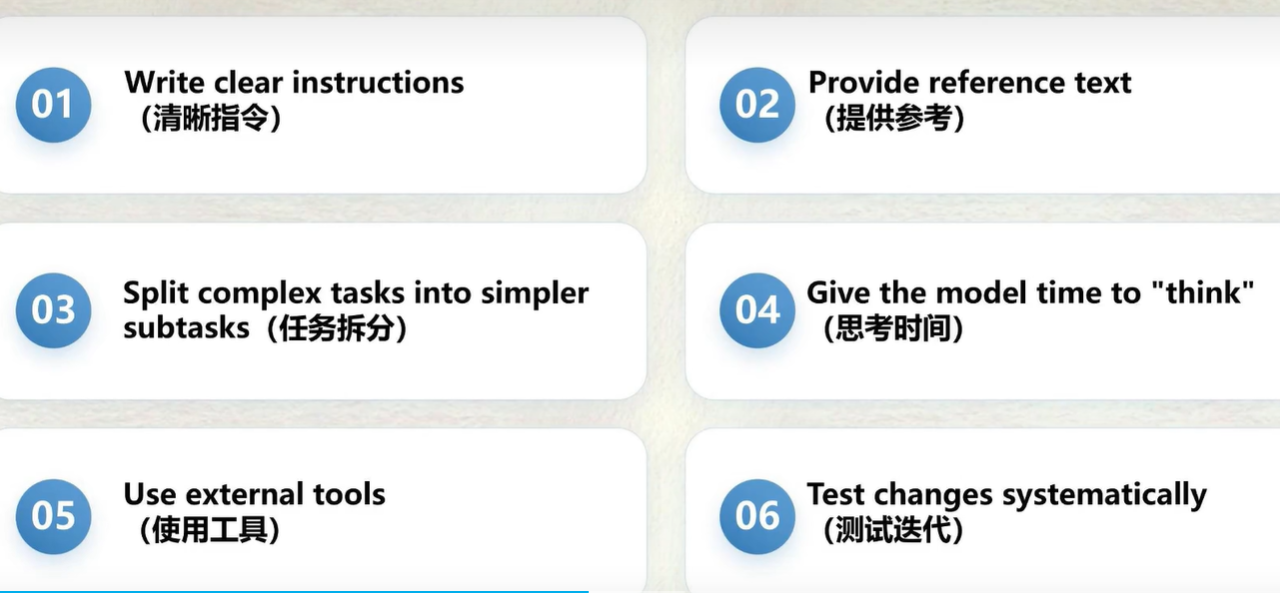 01
Write clear instructions
（清晰指令）
02
Provide reference text
（提供参考）
03
Split complex tasks into simpler
subtasks（任务拆分）
04
Give the model time to "think"
（思考时间）
05
Use external tools
（使用工具）
06
Test changes systematically
（测试迭代）